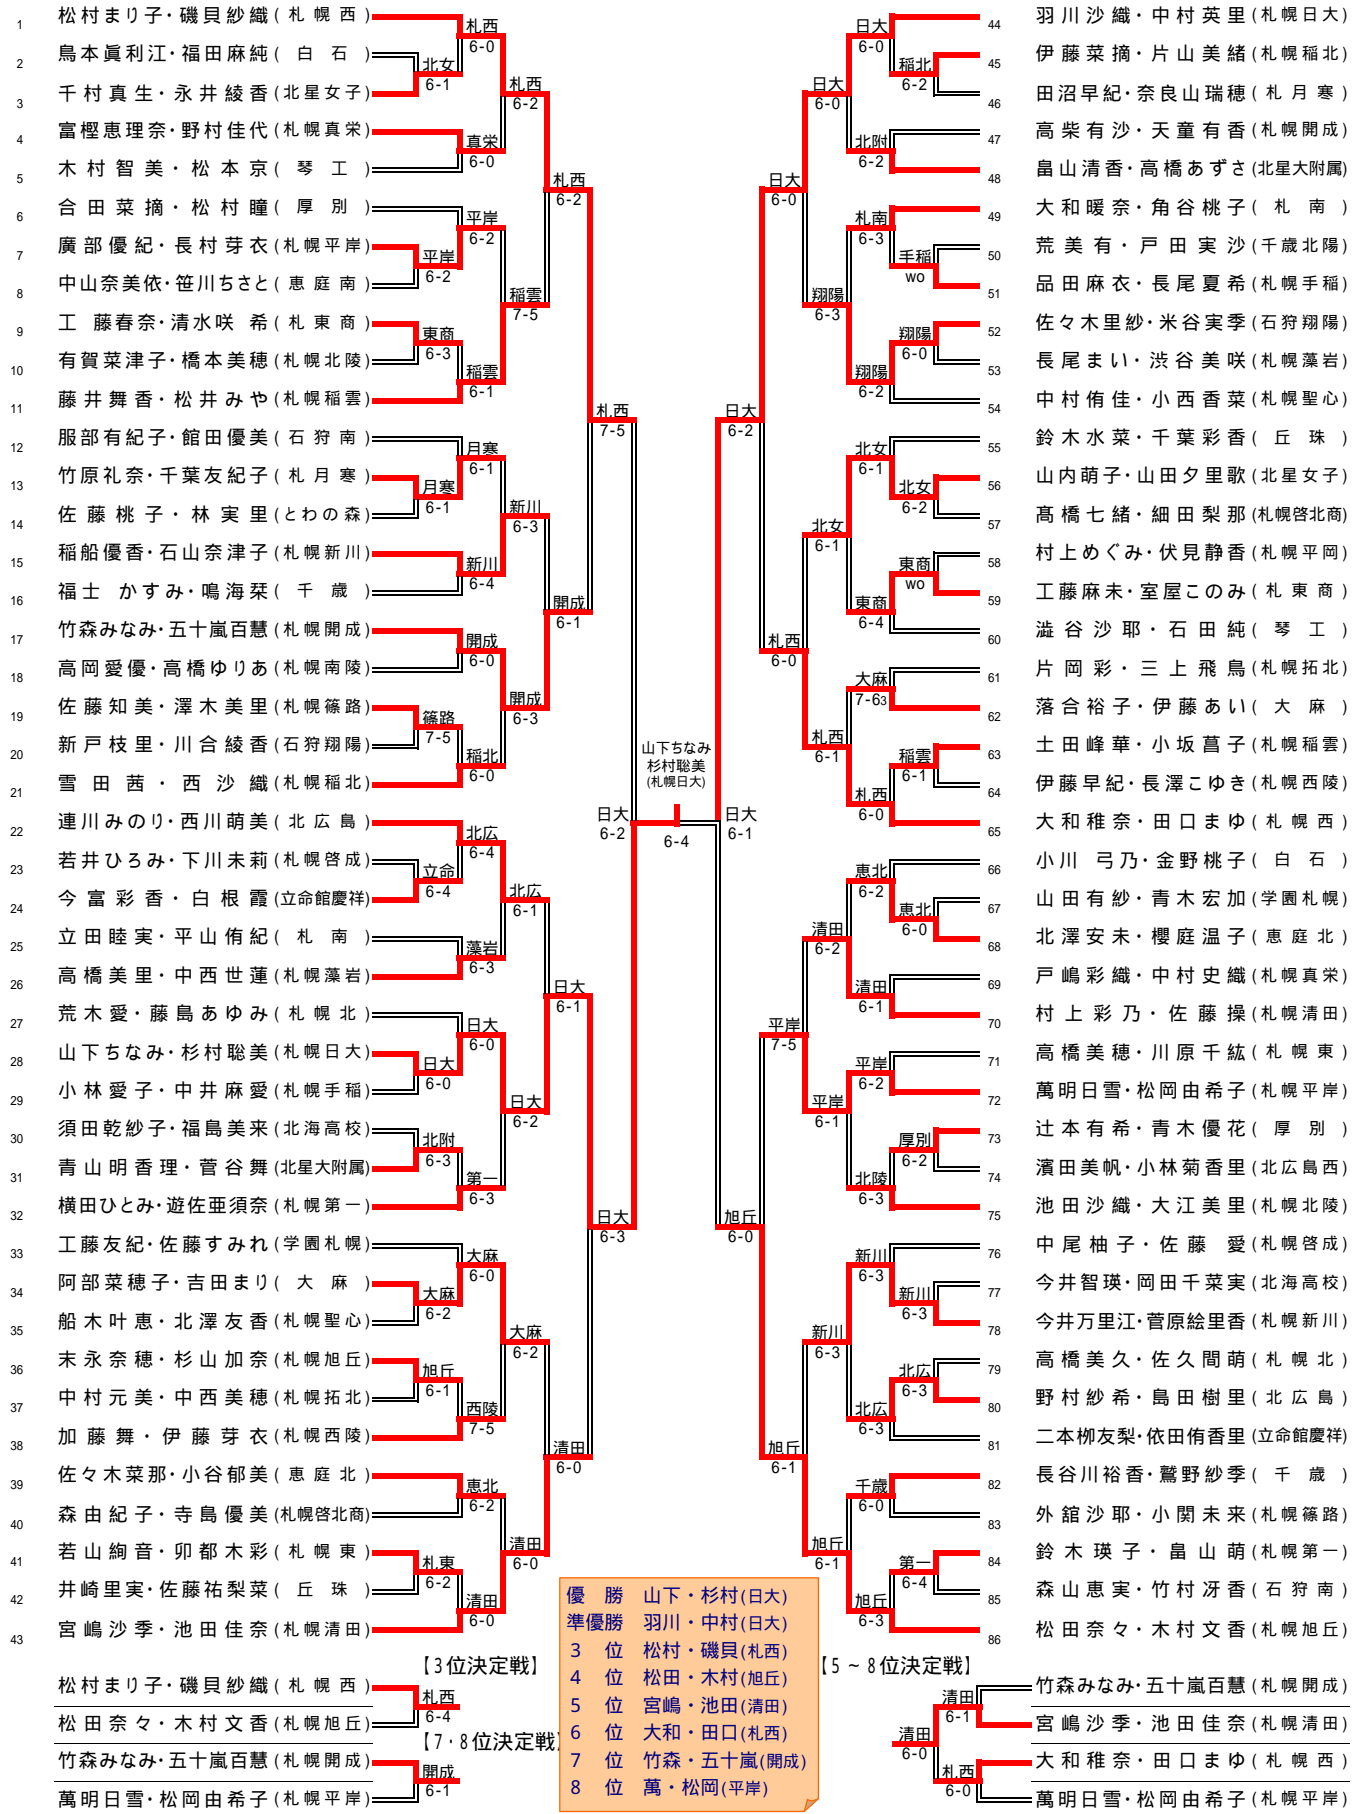 1 松村まり子・磯貝紗織(札幌西)
2 鳥本眞利江・福田麻純(白石)
3 千村真生・永井綾香(北星女子)
4 富樫恵理奈・野村佳代(札幌真栄)
5 木村智美・松本京(琴工)
6 合田菜摘・松村瞳(厚別)
7 廣部優紀・長村芽衣(札幌平岸)
8 中山奈美依・笹川ちさと(恵庭南)
9 工藤春奈・清水咲希(札東商)
10 有賀菜津子・橋本美穂(札幌北陵)
11 藤井舞香・松井みや(札幌稲雲)
12 服部有紀子・館田優美(石狩南)
13 竹原礼奈・千葉友紀子(札月寒)
14 佐藤桃子・林実里(とわの森)
15 稲船優香・石山奈津子(札幌新川)
16 福士かすみ・鳴海栞(千歳)
17 竹森みなみ・五十嵐百慧(札幌開成)
18 高岡愛優・高橋ゆりあ(札幌南陵)
19 佐藤知美・澤木美里(札幌篠路)
20 新戸枝里・川合綾香(石狩翔陽)
21 雪田茜・西沙織(札幌稲北)
22 連川みのり・西川萌美(北広島)
23 若井ひろみ・下川未莉(札幌啓成)
24 今富彩香・白根霞(立命館慶祥)
25 立田睦実・平山侑紀(札南)
26 高橋美里・中西世蓮(札幌藻岩)
27 荒木愛・藤島あゆみ(札幌北)
28 山下ちなみ・杉村聡美(札幌日大)
29 小林愛子・中井麻愛(札幌手稲)
30 須田乾紗子・福島美来(北海高校)
31 青山明香理・菅谷舞(北星大附属)
32 横田ひとみ・遊佐亜須奈(札幌第一)
33 工藤友紀・佐藤すみれ(学園札幌)
34 阿部菜穂子・吉田まり(大麻)
35 船木叶恵・北澤友香(札幌聖心)
36 末永奈穂・杉山加奈(札幌旭丘)
37 中村元美・中西美穂(札幌拓北)
38 加藤舞・伊藤芽衣(札幌西陵)
39 佐々木菜那・小谷郁美(恵庭北)
40 森由紀子・寺島優美(札幌啓北商)
41 若山絢音・卯都木彩(札幌東)
42 井崎里実・佐藤祐梨菜(丘珠)
43 宮嶋沙季・池田佳奈(札幌清田)
北女 6-1
平岸 6-2
東商 6-3
月寒 6-1
篠路 7-5
立命 6-4
日大 6-0
北附 6-3
大麻 6-2
旭丘 6-1
札東 6-2
札西 6-0
真栄 6-0
平岸 6-2
稲雲 6-1
月寒 6-1
新川 6-4
開成 6-0
稲北 6-0
北広 6-4
藻岩 6-3
日大 6-0
第一 6-3
大麻 6-0
西陵 7-5
恵北 6-2
清田 6-0
札西 6-2
稲雲 7-5
新川 6-3
開成 6-3
北広 6-1
日大 6-2
大麻 6-2
清田 6-0
札西 6-2
開成 6-1
日大 6-1
清田 6-0
札西 7-5
日大 6-3
日大 6-2
山下ちなみ
杉村聡美
(札幌日大)
6-4
日大 6-1
日大 6-2
旭丘 6-0
日大 6-0
札西 6-0
平岸 7-5
旭丘 6-1
日大 6-0
翔陽 6-3
北女 6-1
札西 6-1
清田 6-2
平岸 6-1
新川 6-3
旭丘 6-1
日大 6-0
北附 6-2
札南 6-3
翔陽 6-2
北女 6-1
東商 6-4
大麻 7-63
札西 6-0
恵北 6-2
清田 6-1
平岸 6-2
北陵 6-3
新川 6-3
北広 6-3
千歳 6-0
旭丘 6-3
稲北 6-2
手稲 wo
翔陽 6-0
北女 6-2
東商 wo
稲雲 6-1
恵北 6-0
厚別 6-2
新川 6-3
北広 6-3
第一 6-4
44 羽川沙織・中村英里(札幌日大)
45 伊藤菜摘・片山美緒(札幌稲北)
46 田沼早紀・奈良山瑞穂(札月寒)
47 高柴有沙・天童有香(札幌開成)
48 畠山清香・高橋あずさ(北星大附属)
49 大和暖奈・角谷桃子(札南)
50 荒美有・戸田実沙(千歳北陽)
51 品田麻衣・長尾夏希(札幌手稲)
52 佐々木里紗・米谷実季(石狩翔陽)
53 長尾まい・渋谷美咲(札幌藻岩)
54 中村侑佳・小西香菜(札幌聖心)
55 鈴木水菜・千葉彩香(丘珠)
56 山内萌子・山田夕里歌(北星女子)
57 髙橋七緒・細田梨那(札幌啓北商)
58 村上めぐみ・伏見静香(札幌平岡)
59 工藤麻未・室屋このみ(札東商)
60 澁谷沙耶・石田純(琴工)
61 片岡彩・三上飛鳥(札幌拓北)
62 落合裕子・伊藤あい(大麻)
63 土田峰華・小坂菖子(札幌稲雲)
64 伊藤早紀・長澤こゆき(札幌西陵)
65 大和稚奈・田口まゆ(札幌西)
66 小川弓乃・金野桃子(白石)
67 山田有紗・青木宏加(学園札幌)
68 北澤安未・櫻庭温子(恵庭北)
69 戸嶋彩織・中村史織(札幌真栄)
70 村上彩乃・佐藤操(札幌清田)
71 高橋美穂・川原千紘(札幌東)
72 萬明日雪・松岡由希子(札幌平岸)
73 辻本有希・青木優花(厚別)
74 濱田美帆・小林菊香里(北広島西)
75 池田沙織・大江美里(札幌北陵)
76 中尾柚子・佐藤愛(札幌啓成)
77 今井智瑛・岡田千菜実(北海高校)
78 今井万里江・菅原絵里香(札幌新川)
79 高橋美久・佐久間萌(札幌北)
80 野村紗希・島田樹里(北広島)
81 二本栁友梨・依田侑香里(立命館慶祥)
82 長谷川裕香・鷲野紗季(千歳)
83 外舘沙耶・小関未来(札幌篠路)
84 鈴木瑛子・畠山萌(札幌第一)
85 森山恵実・竹村冴香(石狩南)
86 松田奈々・木村文香(札幌旭丘)
優勝 山下・杉村(日大)
準優勝 羽川・中村(日大)
3位 松村・磯貝(札西)
4位 松田・木村(旭丘)
5位 宮嶋・池田(清田)
6位 大和・田口(札西)
7位 竹森・五十嵐(開成)
8位 萬・松岡(平岸)
【3位決定戦】
松村まり子・磯貝紗織(札幌西)
松田奈々・木村文香(札幌旭丘)
札西 6-4
【7・8位決定戦】
竹森みなみ・五十嵐百慧(札幌開成)
萬明日雪・松岡由希子(札幌平岸)
開成 6-1
【5～8位決定戦】
竹森みなみ・五十嵐百慧(札幌開成)
宮嶋沙季・池田佳奈(札幌清田)
大和稚奈・田口まゆ(札幌西)
萬明日雪・松岡由希子(札幌平岸)
清田 6-1
清田 6-0
札西 6-0